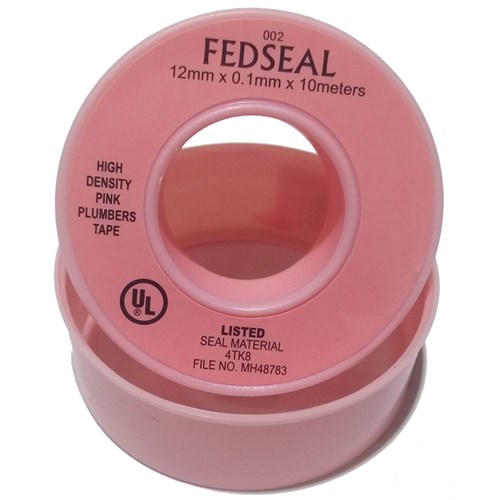 002
FEDSEAL
12mm x 0.1mm x 10meters
HIGH
DENSITY
PINK
PLUMBERS
TAPE
UL
®
LISTED
SEAL MATERIAL
4TK8
FILE NO. MH48783